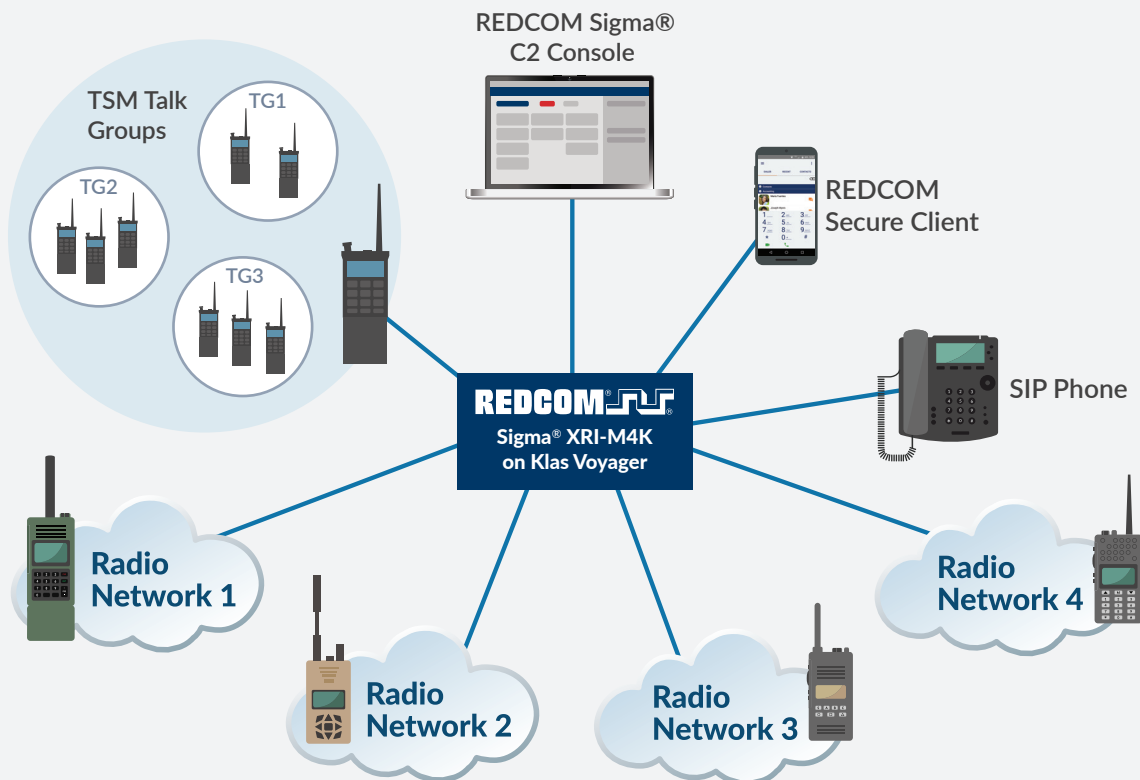 REDCOM Sigma®
C2 Console
TSM Talk
Groups
TG1
TG2
TG3
REDCOM
Secure Client
SIP Phone
REDCOM®
Sigma® XRI-M4K
on Klas Voyager
Radio
Network 1
Radio
Network 2
Radio
Network 3
Radio
Network 4